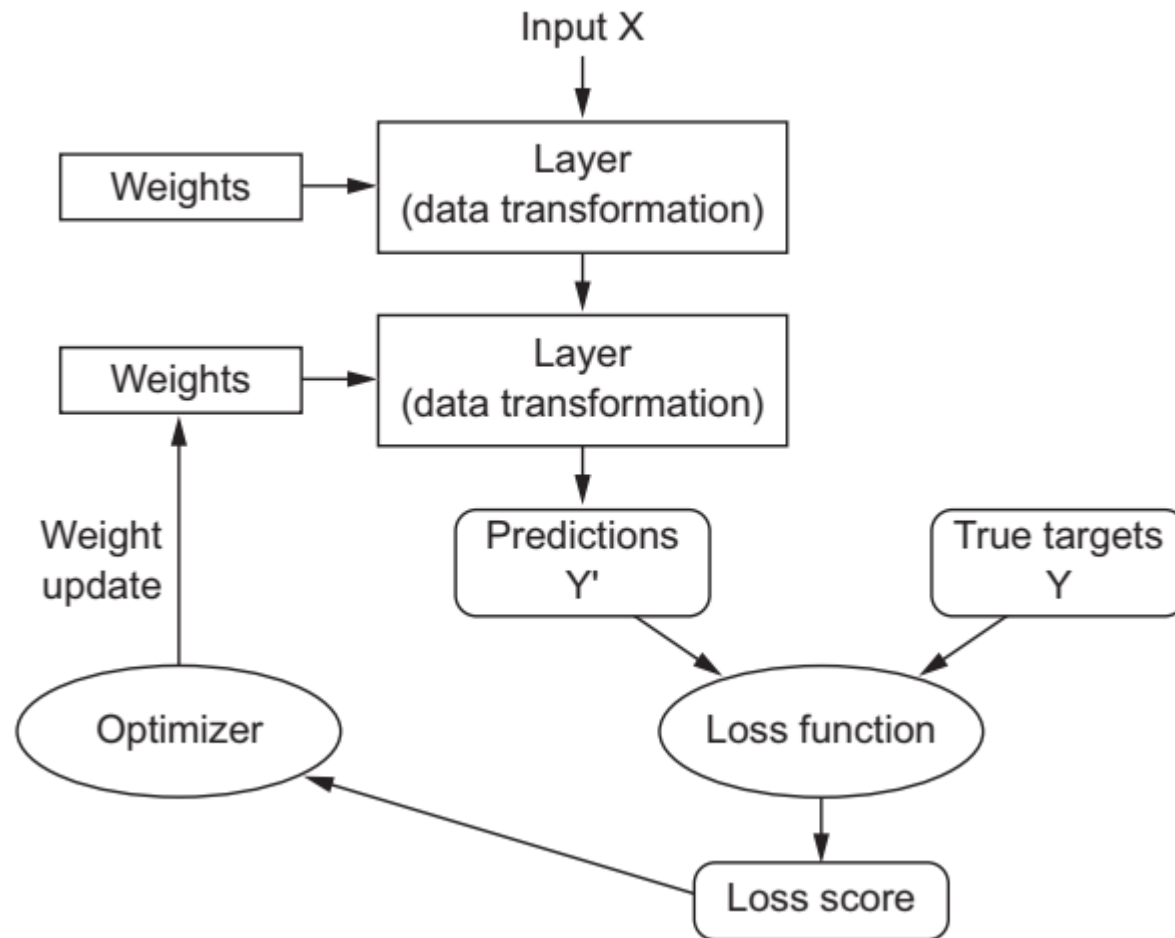 Input X
Layer
(data transformation)
Weights
Layer
(data transformation)
Weights
Weight
update
Predictions
Y'
True targets
Y
Optimizer
Loss function
Loss score